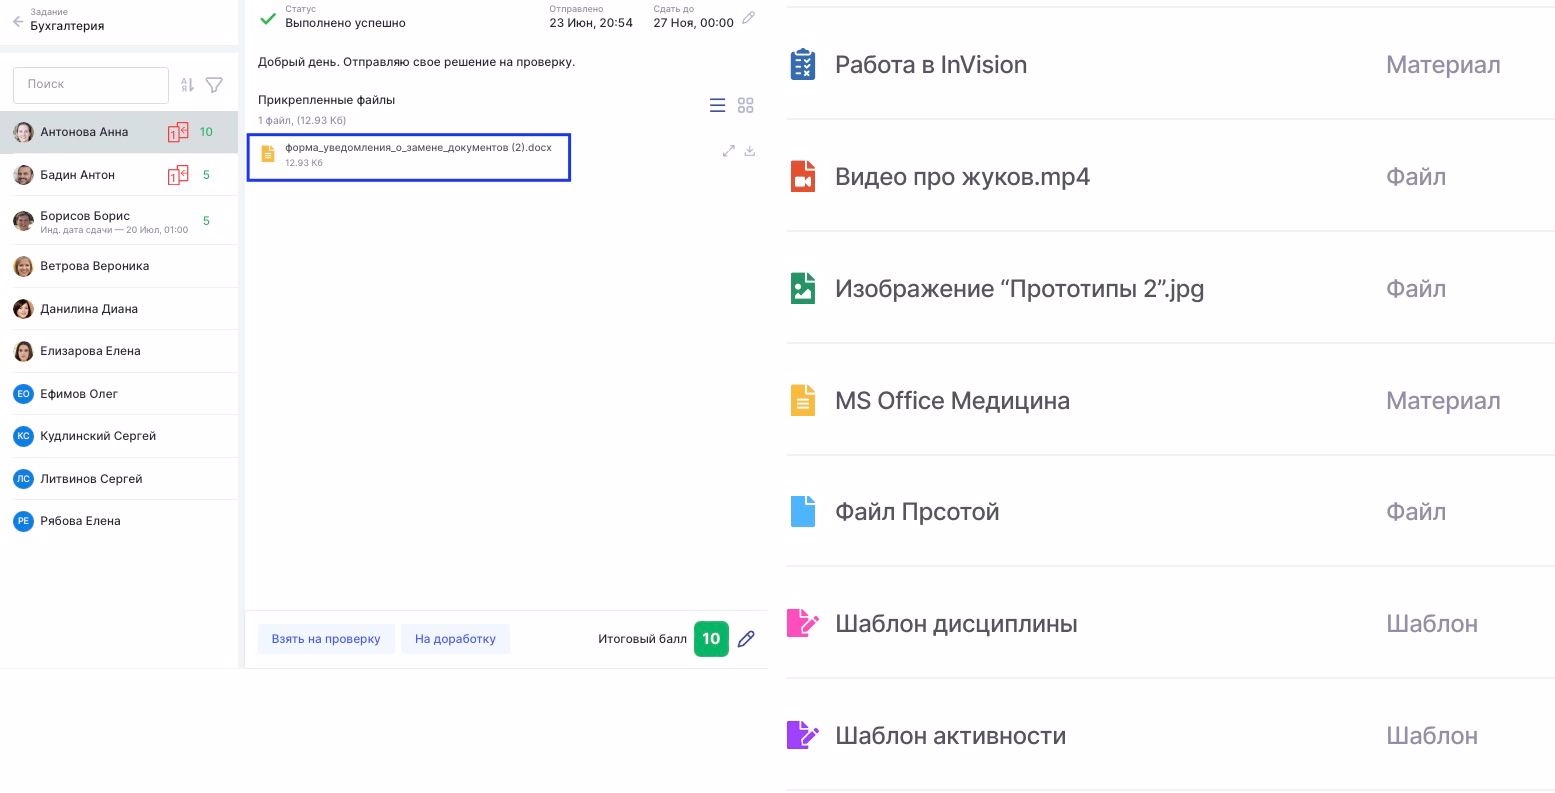 Задание
Бухгалтерия
Поиск
АЯ
Антонова Анна
1
10
Бадин Антон
1
5
Борисов Борис
Инд. дата сдачи — 20 Июл, 01:00
5
Ветрова Вероника
Данилина Диана
Елизарова Елена
ЕО Ефимов Олег
КС Кудлинский Сергей
ЛС Литвинов Сергей
РЕ Рябова Елена
Статус
Выполнено успешно
Отправлено
23 Июн, 20:54
Сдать до
27 Ноя, 00:00
Добрый день. Отправляю свое решение на проверку.
Прикрепленные файлы
1 файл, (12.93 Кб)
форма_уведомления_о_замене_документов (2).docx
12.93 Кб
Взять на проверку
На доработку
Итоговый балл 10
Работа в InVision Материал
Видео про жуков.mp4 Файл
Изображение “Прототипы 2”.jpg Файл
MS Office Медицина Материал
Файл Прсотой Файл
Шаблон дисциплины Шаблон
Шаблон активности Шаблон